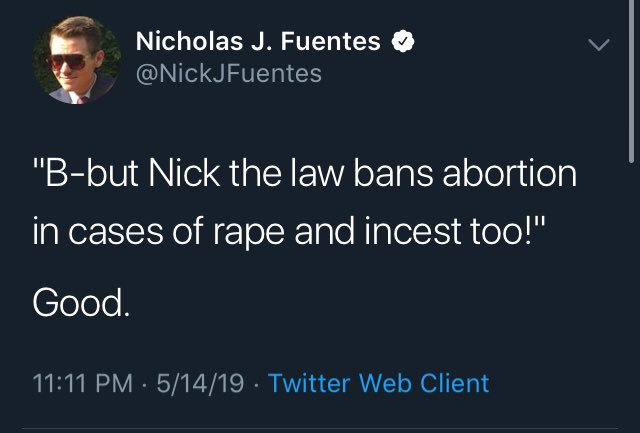 Nicholas J. Fuentes
@NickJFuentes
"B-but Nick the law bans abortion
in cases of rape and incest too!"
Good.
11:11 PM · 5/14/19 · Twitter Web Client